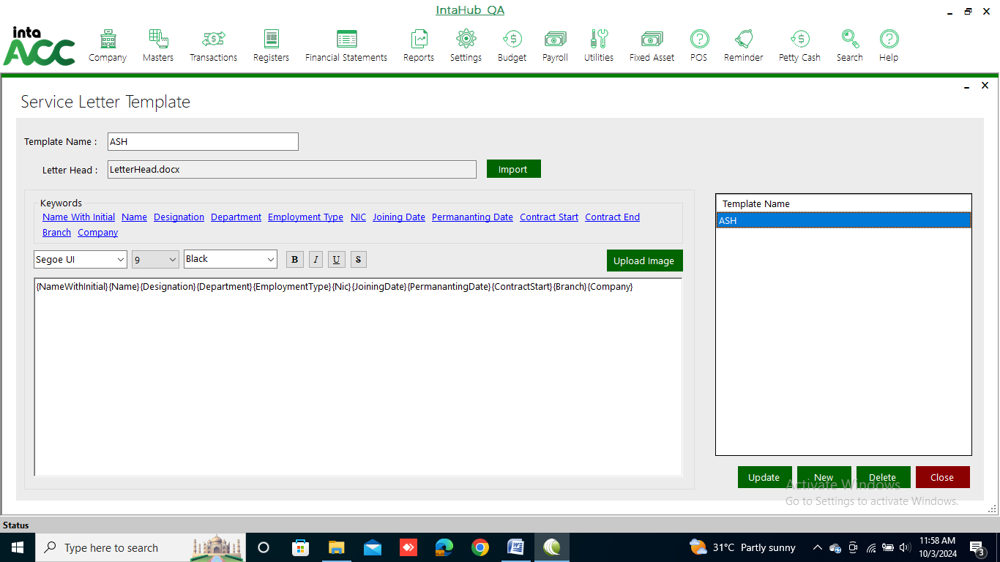 IntaHub_QA
inta
ACC
Company Masters Transactions Registers Financial Statements Reports Settings Budget Payroll Utilities Fixed Asset POS Reminder Petty Cash Search Help
Service Letter Template
Template Name : ASH
Letter Head : LetterHead.docx Import
Keywords
Name With Initial Name Designation Department Employment Type NIC Joining Date Permananting Date Contract Start Contract End
Branch Company
Segoe UI 9 Black B I U S Upload Image
{NameWithInitial}{Name}{Designation}{Department}{EmploymentType}{Nic}{JoiningDate}{PermanantingDate}{ContractStart}{Branch}{Company}
Template Name
ASH
Update New Delete Close
Activate Windows
Go to Settings to activate Windows.
Status
Type here to search
31°C Partly sunny
11:58 AM
10/3/2024
3